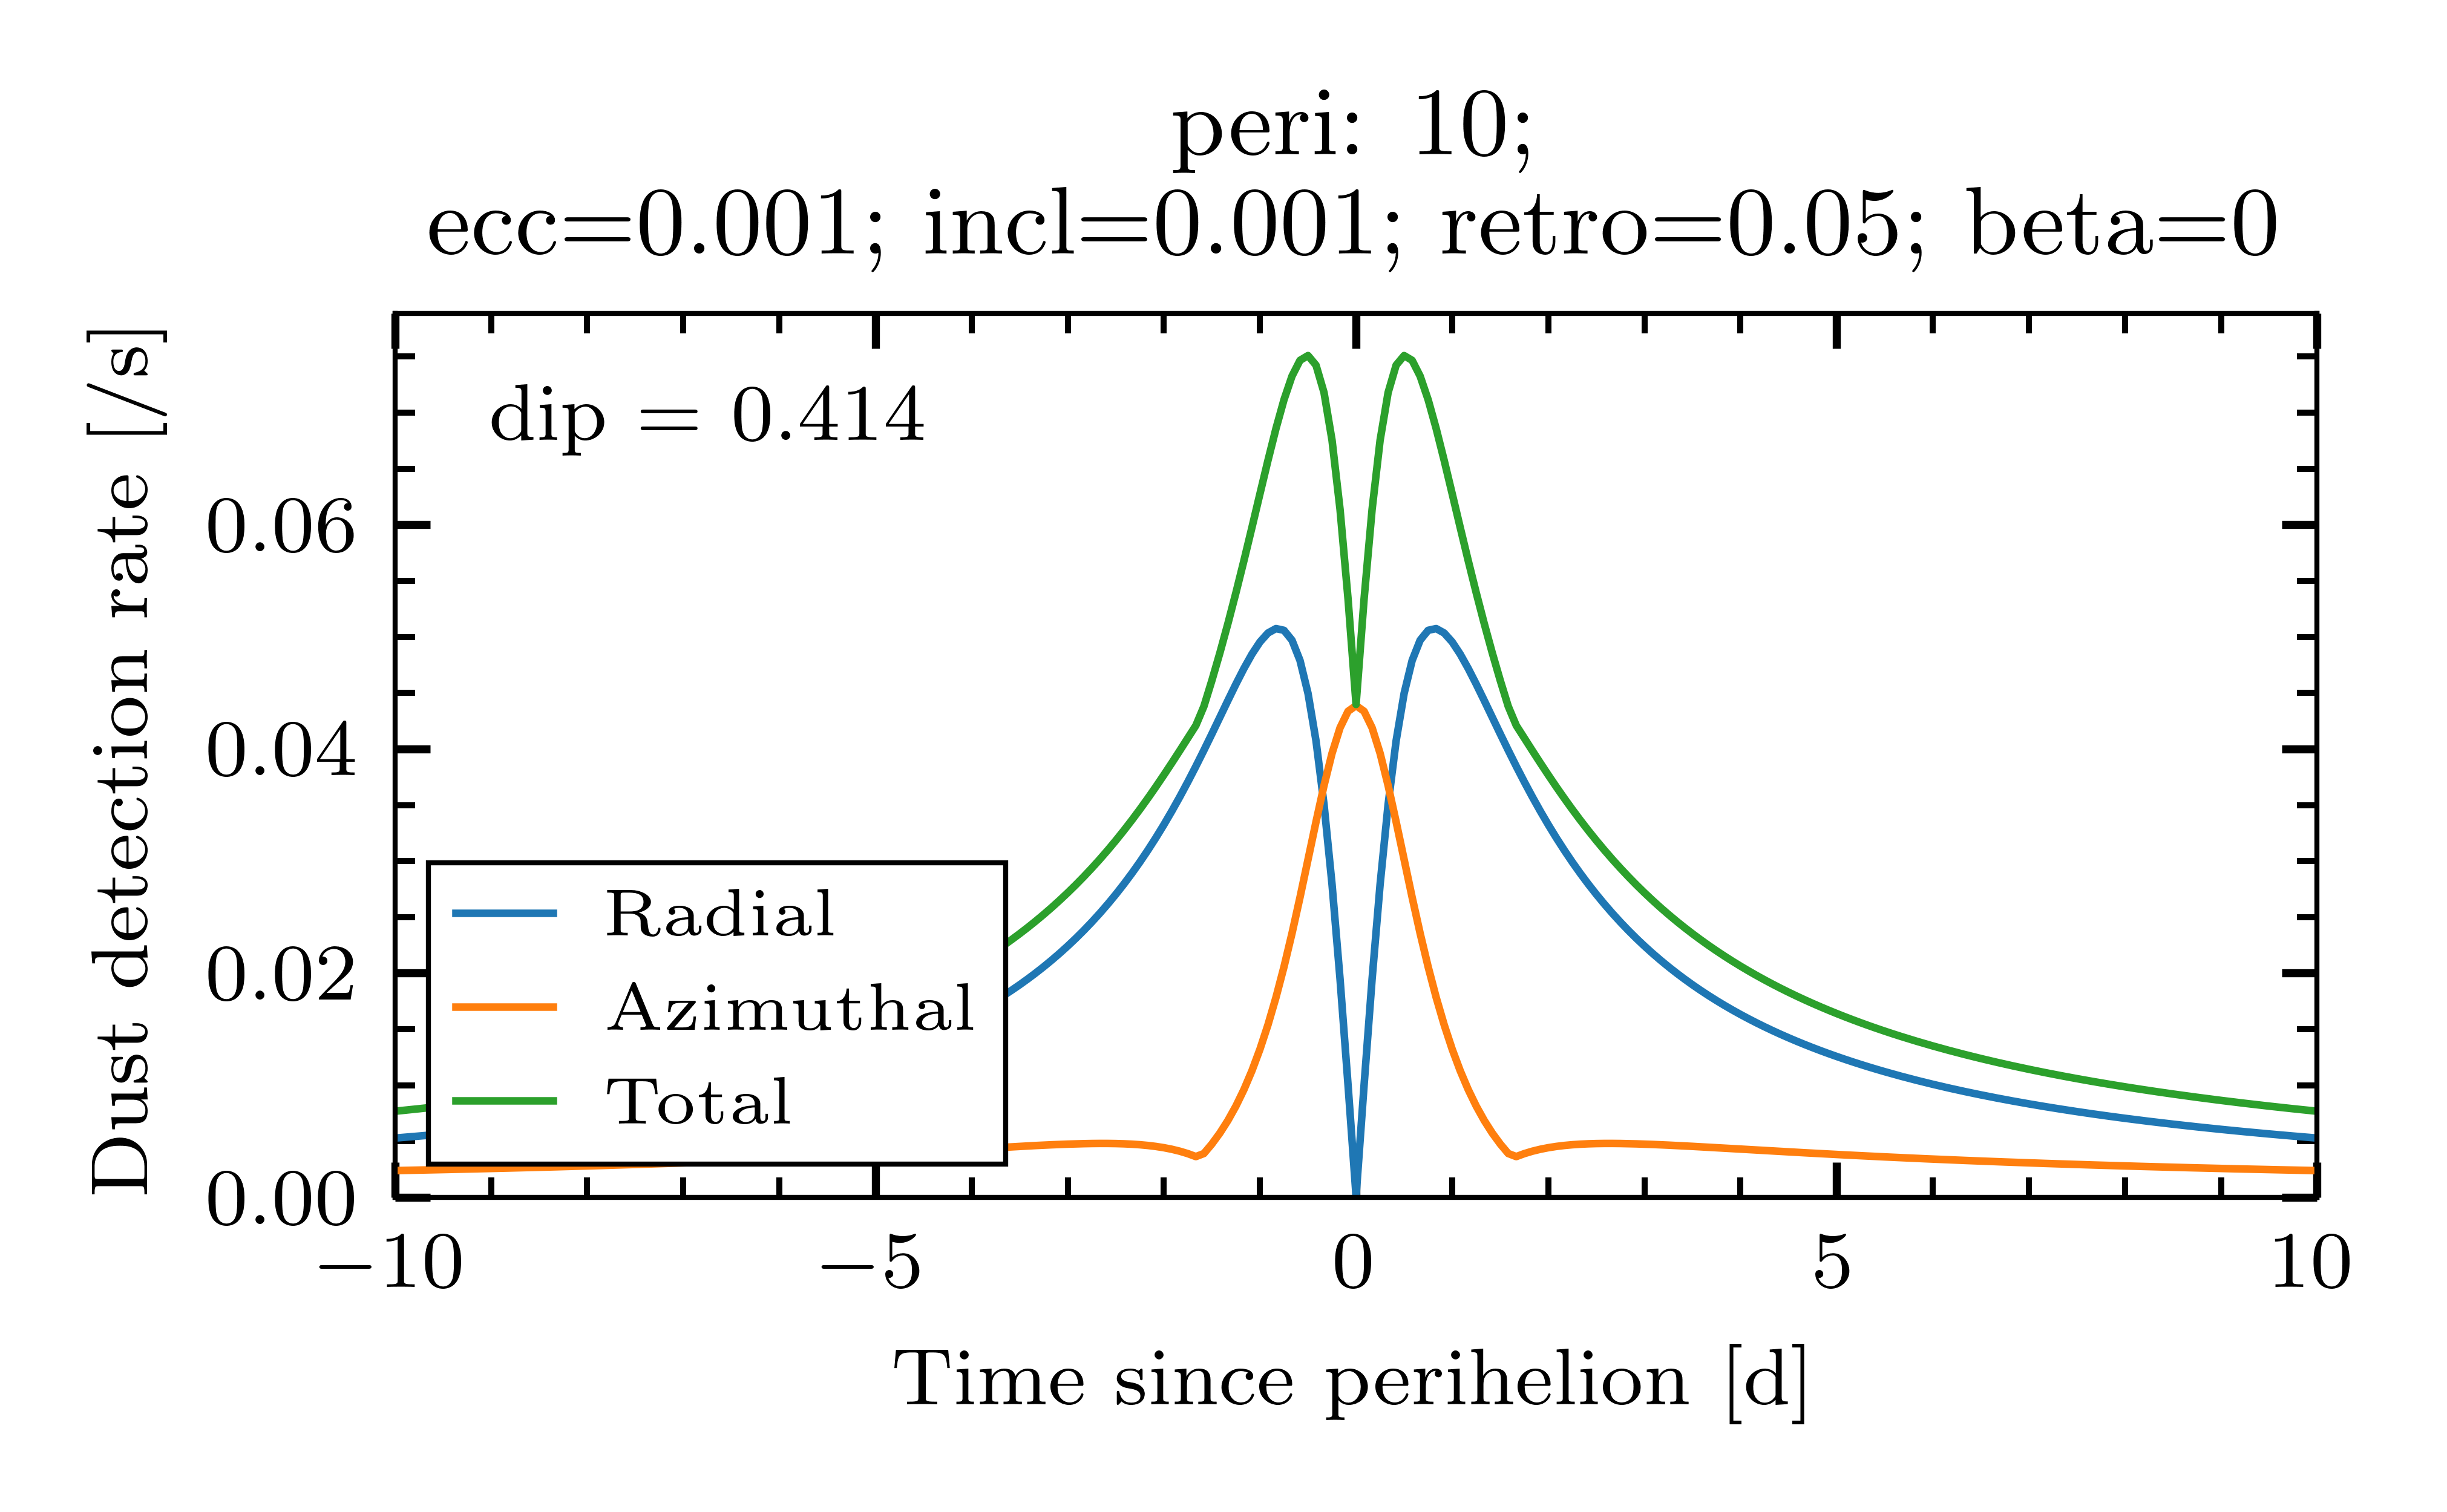 peri: 10;
ecc=0.001; incl=0.001; retro=0.05; beta=0
dip = 0.414
Dust detection rate [/s]
0.06
0.04
0.02
0.00
Radial
Azimuthal
Total
−10
−5
0
5
10
Time since perihelion [d]